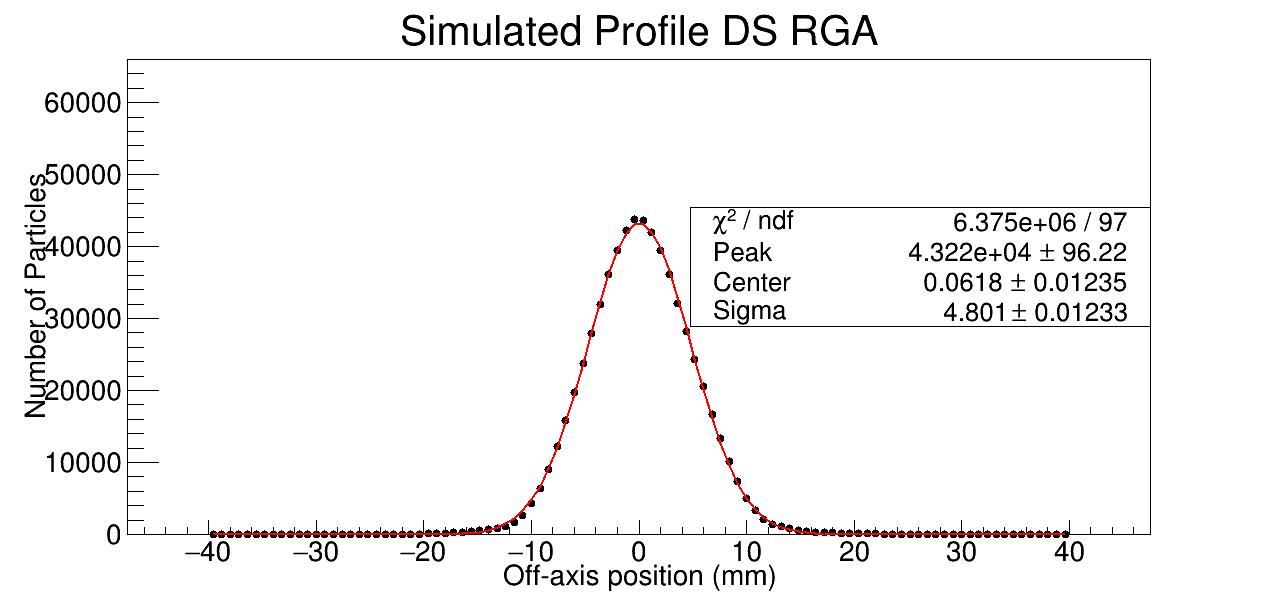 Simulated Profile DS RGA
60000
50000
40000
30000
20000
10000
0
Number of Particles
χ² / ndf 6.375e+06 / 97
Peak 4.322e+04 ± 96.22
Center 0.0618 ± 0.01235
Sigma 4.801 ± 0.01233
−40 −30 −20 −10 0 10 20 30 40
Off-axis position (mm)